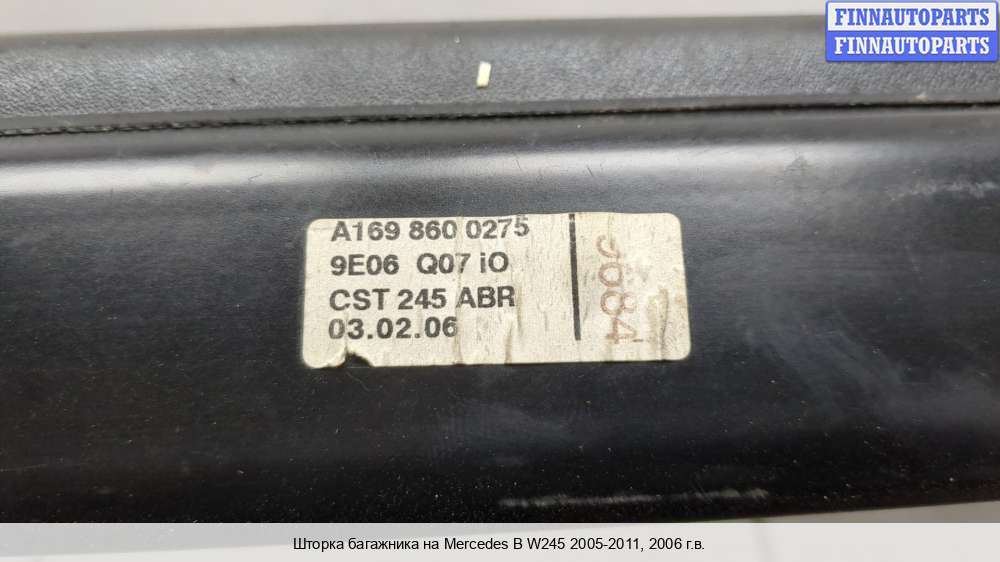 FINNAUTOPARTS
FINNAUTOPARTS
A169 860 0275
9E06 Q07 iO
CST 245 ABR
03.02.06
Шторка багажника на Mercedes B W245 2005-2011, 2006 г.в.